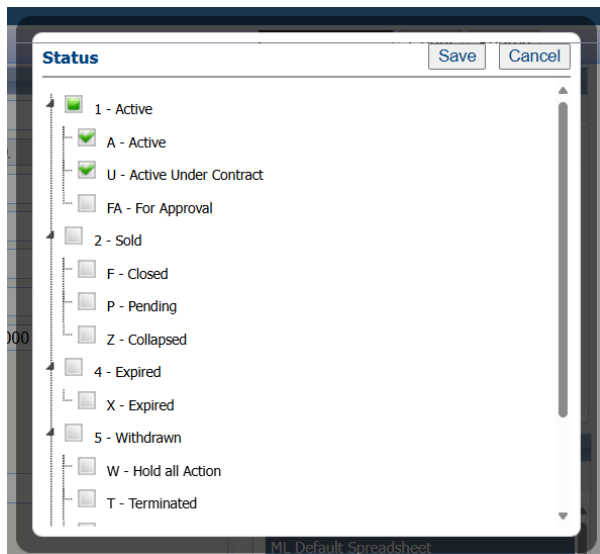 Status
Save
Cancel
1 - Active
A - Active
U - Active Under Contract
FA - For Approval
2 - Sold
F - Closed
P - Pending
Z - Collapsed
4 - Expired
X - Expired
5 - Withdrawn
W - Hold all Action
T - Terminated
000
ML Default Spreadsheet